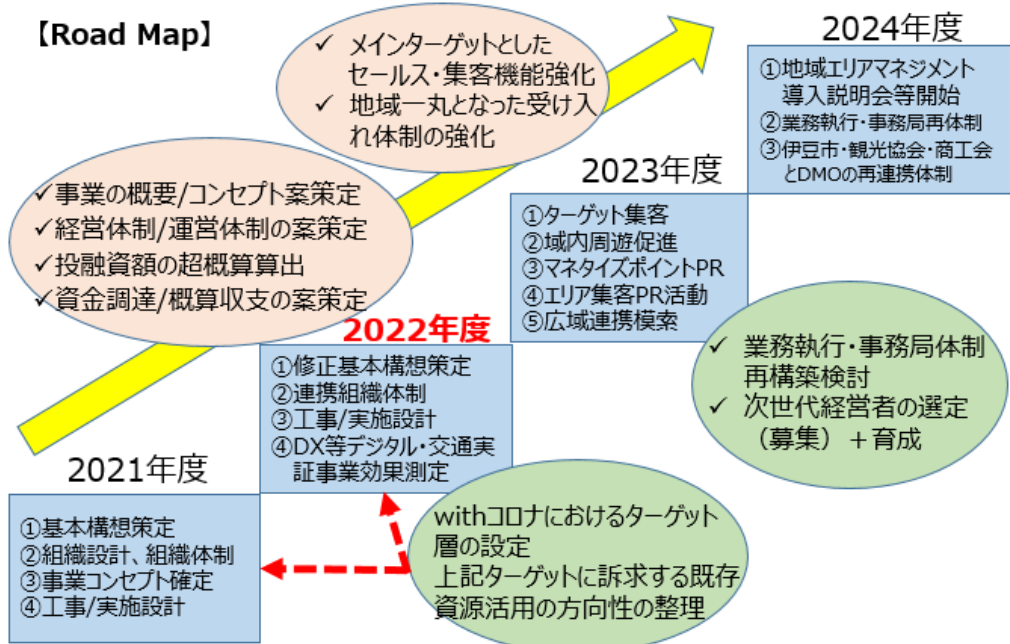 【Road Map】
✓ メインターゲットとした
セールス・集客機能強化
✓ 地域一丸となった受け入
れ体制の強化
✓事業の概要/コンセプト案策定
✓経営体制/運営体制の案策定
✓投融資額の超概算算出
✓資金調達/概算収支の案策定
2021年度
①基本構想策定
②組織設計、組織体制
③事業コンセプト確定
④工事/実施設計
2022年度
①修正基本構想策定
②連携組織体制
③工事/実施設計
④DX等デジタル・交通実
証事業効果測定
2023年度
①ターゲット集客
②域内周遊促進
③マネタイズポイントPR
④エリア集客PR活動
⑤広域連携模索
2024年度
①地域エリアマネジメント
導入説明会等開始
②業務執行・事務局再体制
③伊豆市・観光協会・商工会
とDMOの再連携体制
✓ 業務執行・事務局体制
再構築検討
✓ 次世代経営者の選定
（募集）＋育成
withコロナにおけるターゲット
層の設定
上記ターゲットに訴求する既存
資源活用の方向性の整理